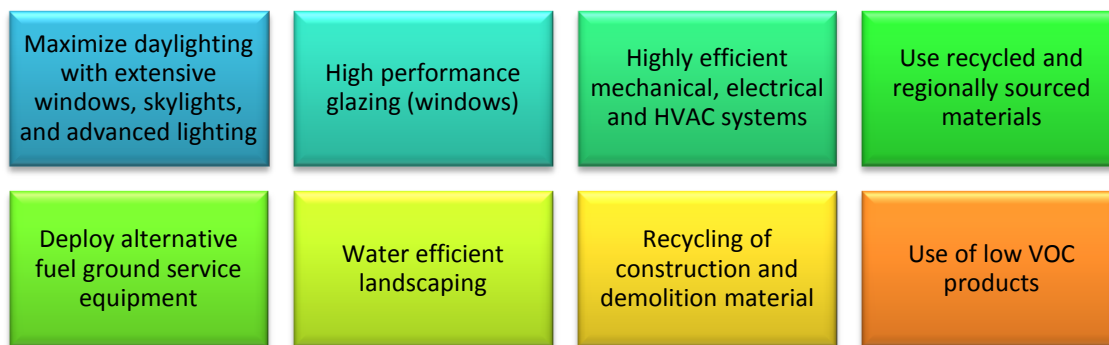 Maximize daylighting
with extensive
windows, skylights,
and advanced lighting
High performance
glazing (windows)
Highly efficient
mechanical, electrical
and HVAC systems
Use recycled and
regionally sourced
materials
Deploy alternative
fuel ground service
equipment
Water efficient
landscaping
Recycling of
construction and
demolition material
Use of low VOC
products